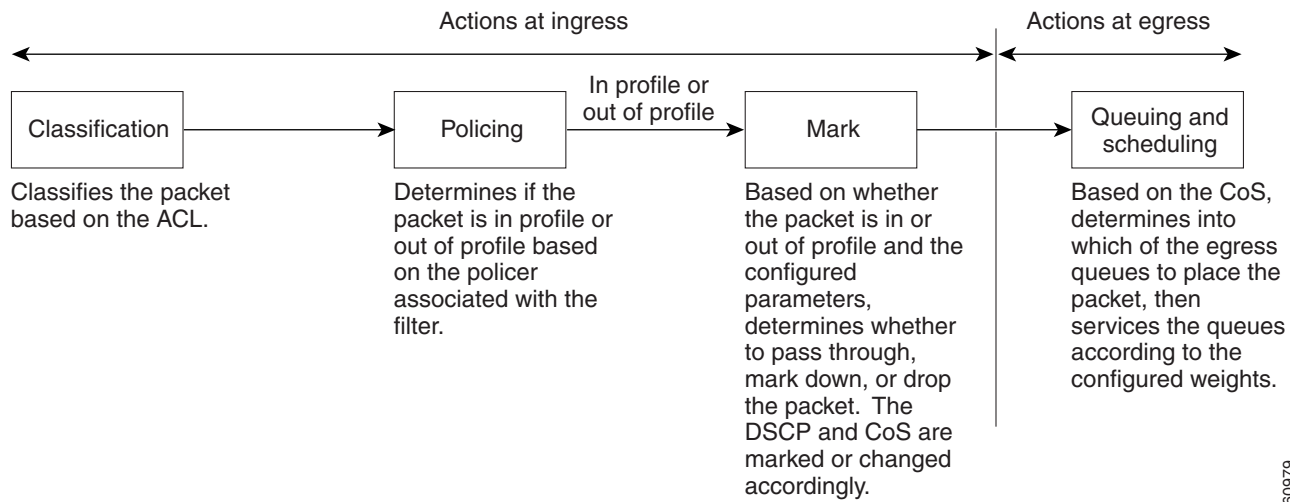 Actions at ingress
Actions at egress
Classification
Policing
In profile or
out of profile
Mark
Queuing and
scheduling
Classifies the packet
based on the ACL.
Determines if the
packet is in profile or
out of profile based
on the policer
associated with the
filter.
Based on whether
the packet is in or
out of profile and the
configured
parameters,
determines whether
to pass through,
mark down, or drop
the packet.  The
DSCP and CoS are
marked or changed
accordingly.
Based on the CoS,
determines into
which of the egress
queues to place the
packet, then
services the queues
according to the
configured weights.
60979